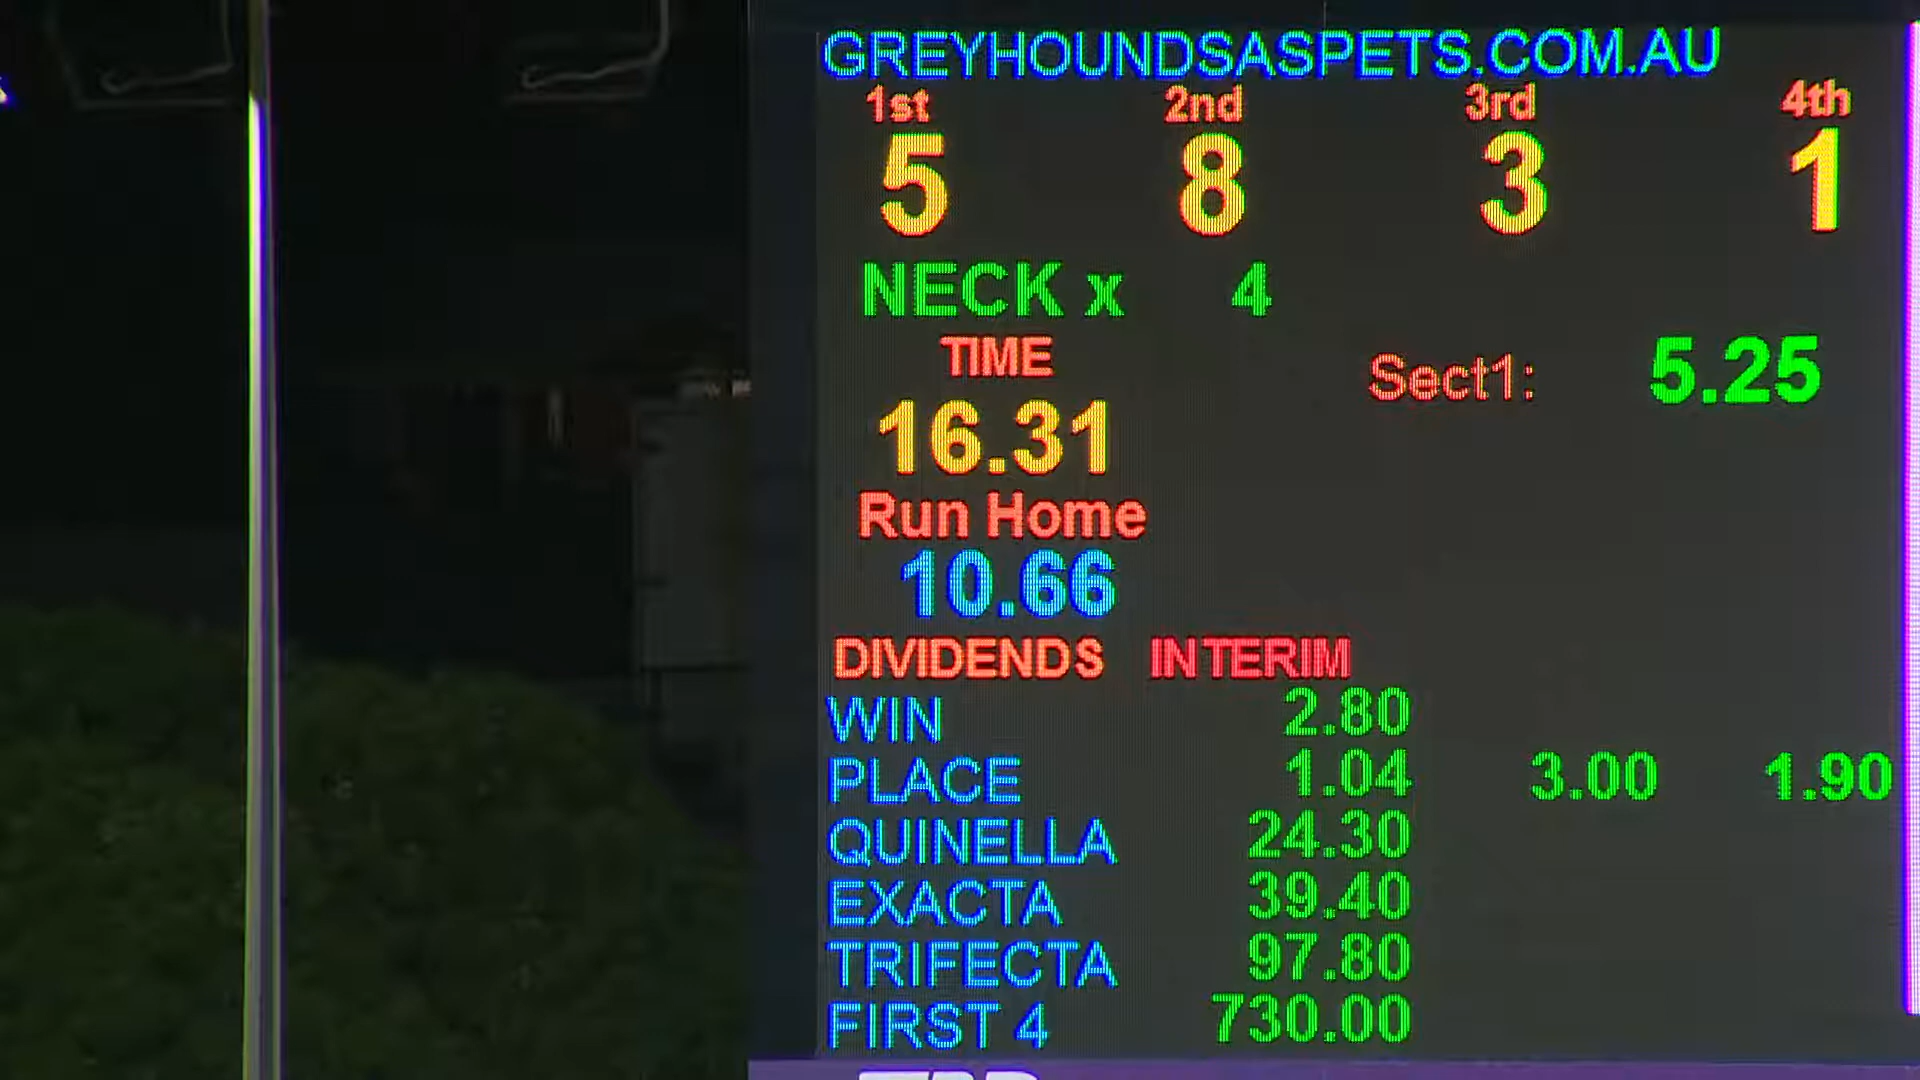 GREYHOUNDSASPETS.COM.AU
1st 2nd 3rd 4th
5 8 3 1
NECK x 4
TIME
Sect1: 5.25
16.31
Run Home
10.66
DIVIDENDS INTERIM
WIN 2.80
PLACE 1.04 3.00 1.90
QUINELLA 24.30
EXACTA 39.40
TRIFECTA 97.80
FIRST 4 730.00